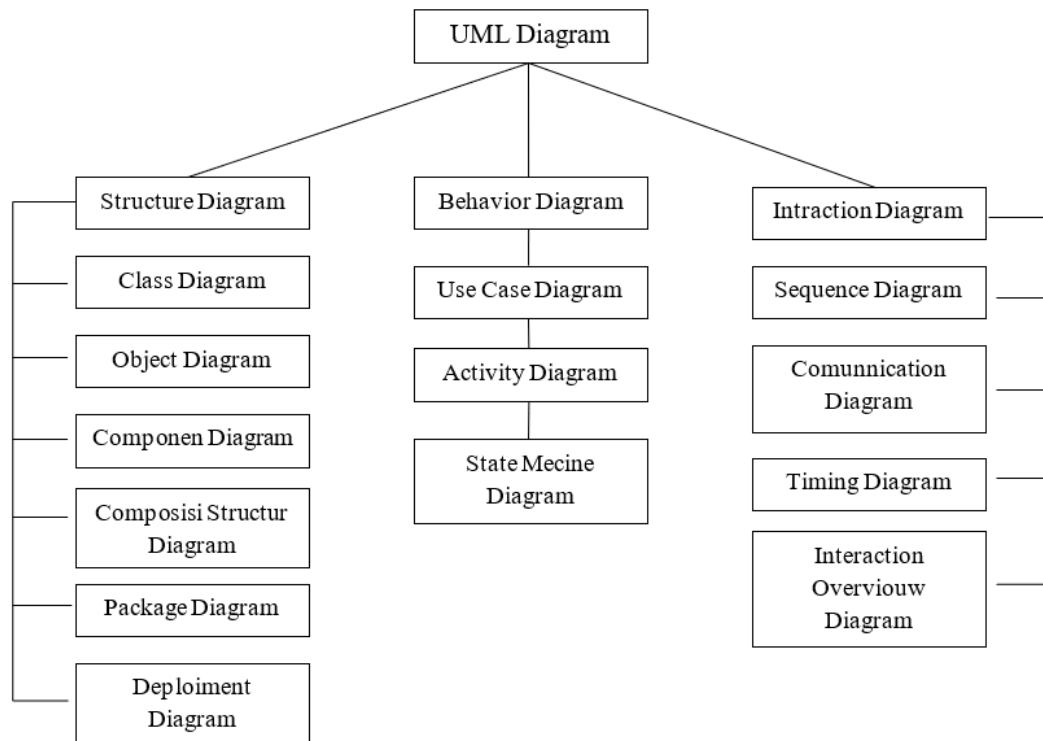 UML Diagram
Structure Diagram
Class Diagram
Object Diagram
Componen Diagram
Composisi Structur
Diagram
Package Diagram
Deploiment
Diagram
Behavior Diagram
Use Case Diagram
Activity Diagram
State Mecine
Diagram
Intraction Diagram
Sequence Diagram
Comunnication
Diagram
Timing Diagram
Interaction
Overviouw
Diagram